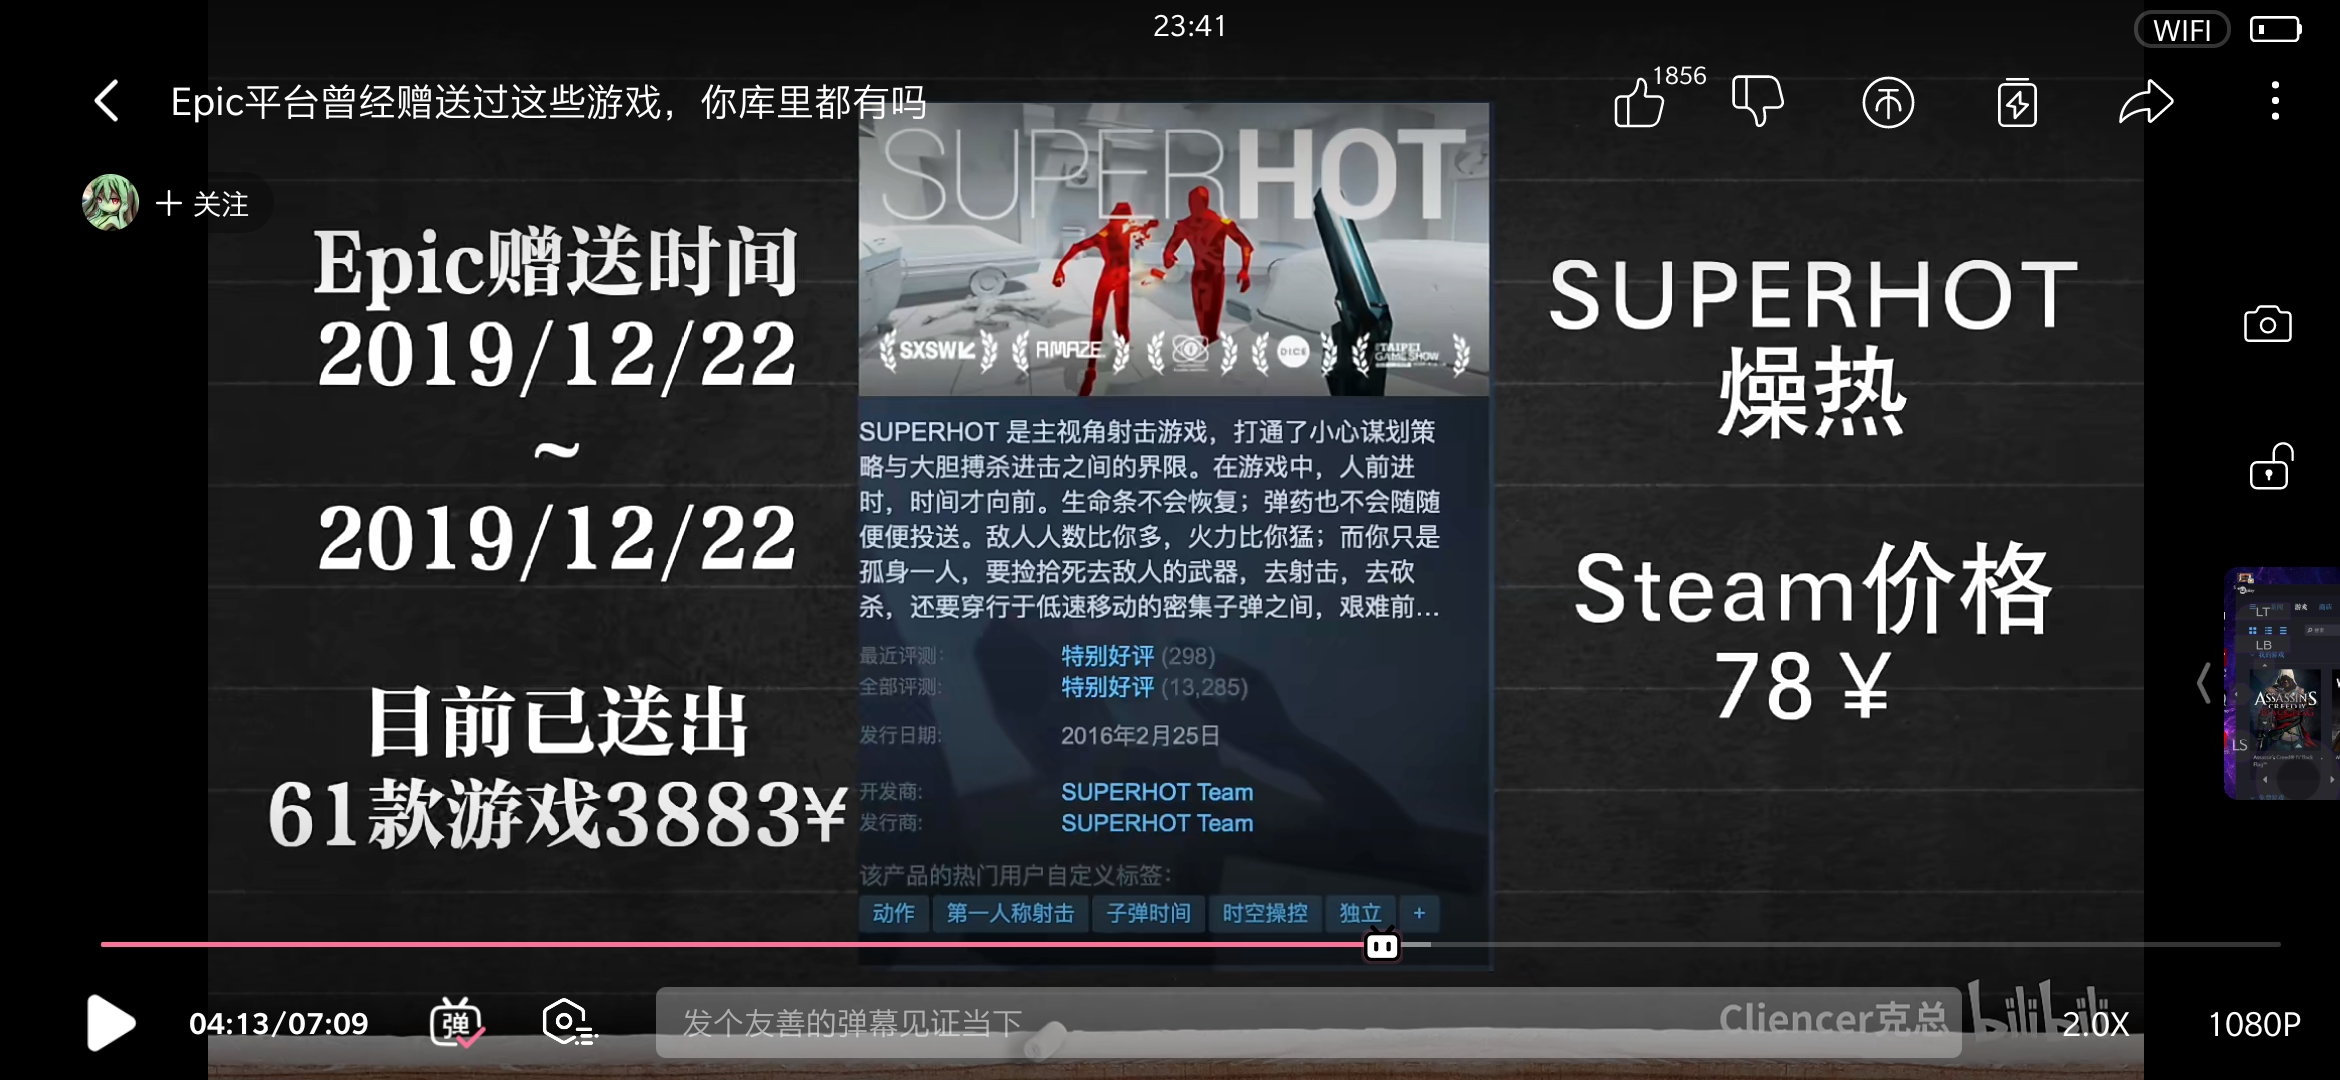 23:41
WIFI
Epic平台曾经赠送过这些游戏，你库里都有吗
1856
+ 关注
Epic赠送时间
2019/12/22
~
2019/12/22
目前已送出
61款游戏3883¥
SUPERHOT
SXSW
AMAZE
DICE
TAIPEI
GAME SHOW
SUPERHOT 是主视角射击游戏，打通了小心谋划策
略与大胆搏杀进击之间的界限。在游戏中，人前进
时，时间才向前。生命条不会恢复；弹药也不会随随
便便投送。敌人人数比你多，火力比你猛；而你只是
孤身一人，要捡拾死去敌人的武器，去射击，去砍
杀，还要穿行于低速移动的密集子弹之间，艰难前…
最近评测: 特别好评 (298)
全部评测: 特别好评 (13,285)
发行日期: 2016年2月25日
开发商: SUPERHOT Team
发行商: SUPERHOT Team
该产品的热门用户自定义标签:
动作 第一人称射击 子弹时间 时空操控 独立 +
SUPERHOT
燥热
Steam价格
78 ¥
LT
游戏
LB
ASSASSINS
CREED IV
LS
04:13/07:09
弹
发个友善的弹幕见证当下
Cliencer克总
bilibili
2.0X
1080P